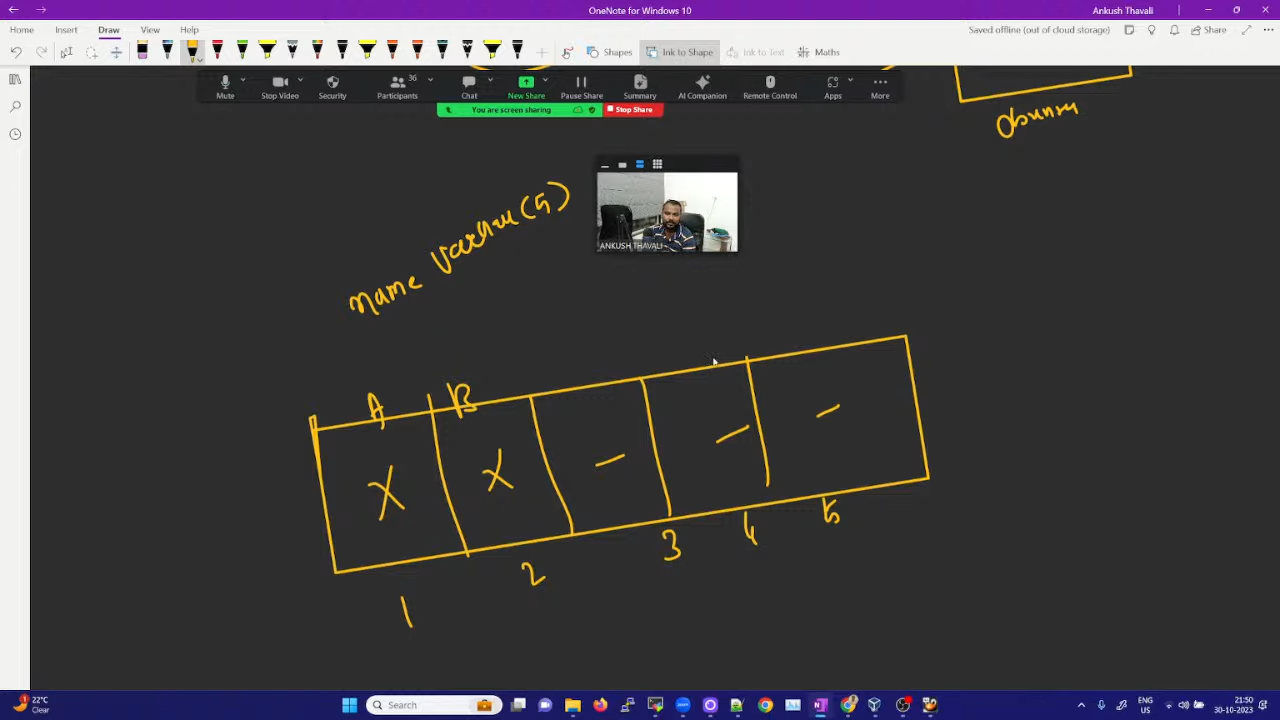 OneNote for Windows 10
Ankush Thavali
Home
Insert
Draw
View
Help
Saved offline (out of cloud storage)
Share
Shapes
Ink to Shape
Ink to Text
Maths
Mute
Stop Video
Security
Participants
36
Chat
New Share
Pause Share
Summary
AI Companion
Remote Control
Apps
More
You are screen sharing
Stop Share
ANKUSH THAVALI
name varchar(5)
A
B
X
X
-
-
-
1
2
3
4
5
1
22°C
Clear
Search
ENG
US
21:50
30-10-2023